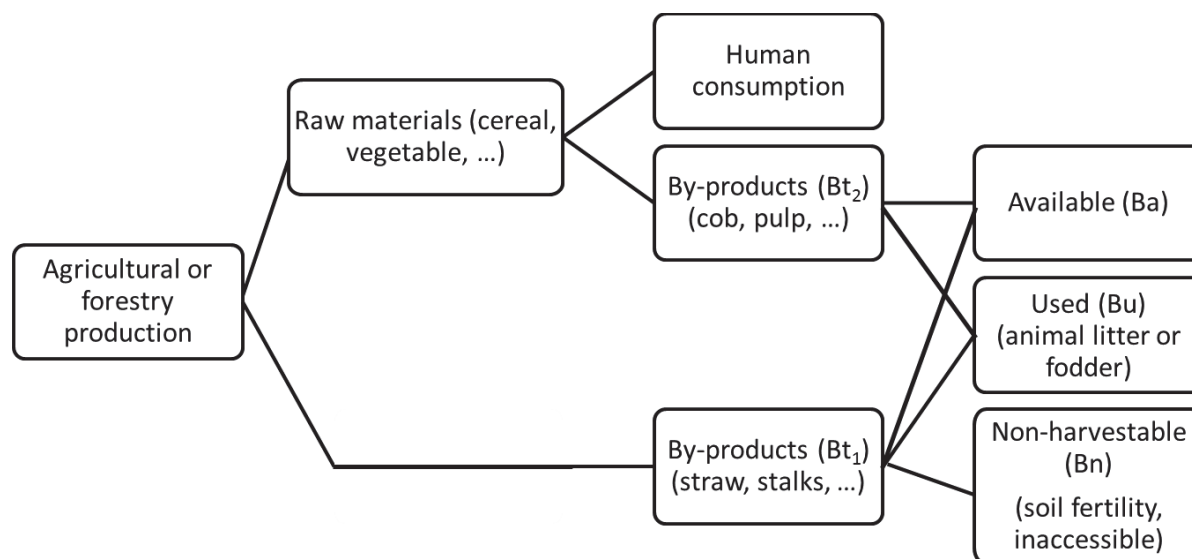 Agricultural or
forestry
production
Raw materials (cereal,
vegetable, ...)
Human
consumption
By-products (Bt₂)
(cob, pulp, ...)
By-products (Bt₁)
(straw, stalks, ...)
Available (Ba)
Used (Bu)
(animal litter or
fodder)
Non-harvestable
(Bn)
(soil fertility,
inaccessible)